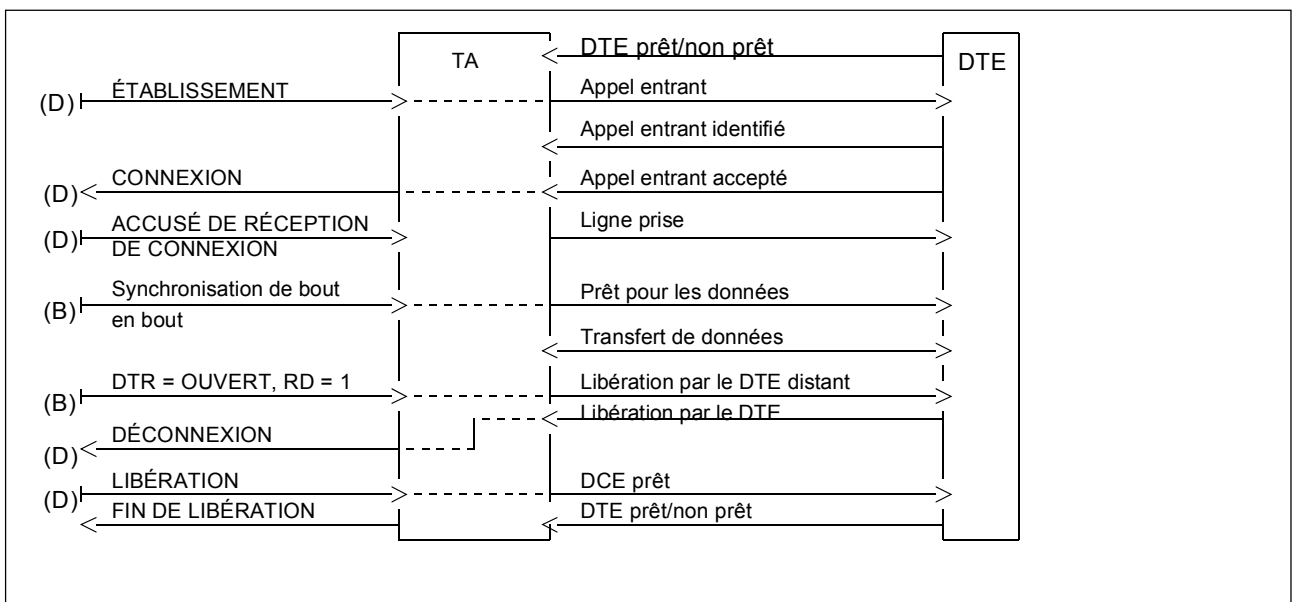 TA
DTE prêt/non prêt
DTE
(D)
ÉTABLISSEMENT
Appel entrant
Appel entrant identifié
(D)
CONNEXION
Appel entrant accepté
(D)
ACCUSÉ DE RÉCEPTION
DE CONNEXION
Ligne prise
(B)
Synchronisation de bout
en bout
Prêt pour les données
Transfert de données
(B)
DTR = OUVERT, RD = 1
Libération par le DTE distant
Libération par le DTE
(D)
DÉCONNEXION
(D)
LIBÉRATION
DCE prêt
FIN DE LIBÉRATION
DTE prêt/non prêt